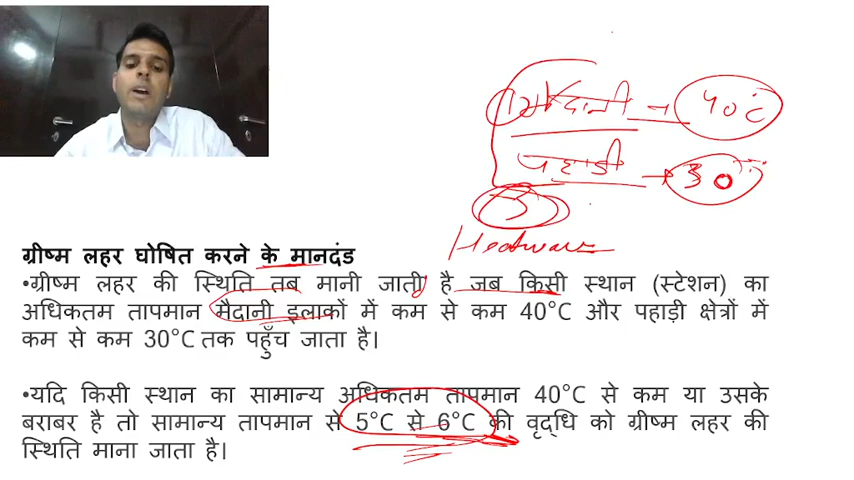 मैदानी → 40°C
पहाडी → 30°C
Heatwave
ग्रीष्म लहर घोषित करने के मानदंड
•ग्रीष्म लहर की स्थिति तब मानी जाती है जब किसी स्थान (स्टेशन) का
अधिकतम तापमान मैदानी इलाकों में कम से कम 40°C और पहाड़ी क्षेत्रों में
कम से कम 30°C तक पहुँच जाता है।
•यदि किसी स्थान का सामान्य अधिकतम तापमान 40°C से कम या उसके
बराबर है तो सामान्य तापमान से 5°C से 6°C की वृद्धि को ग्रीष्म लहर की
स्थिति माना जाता है।